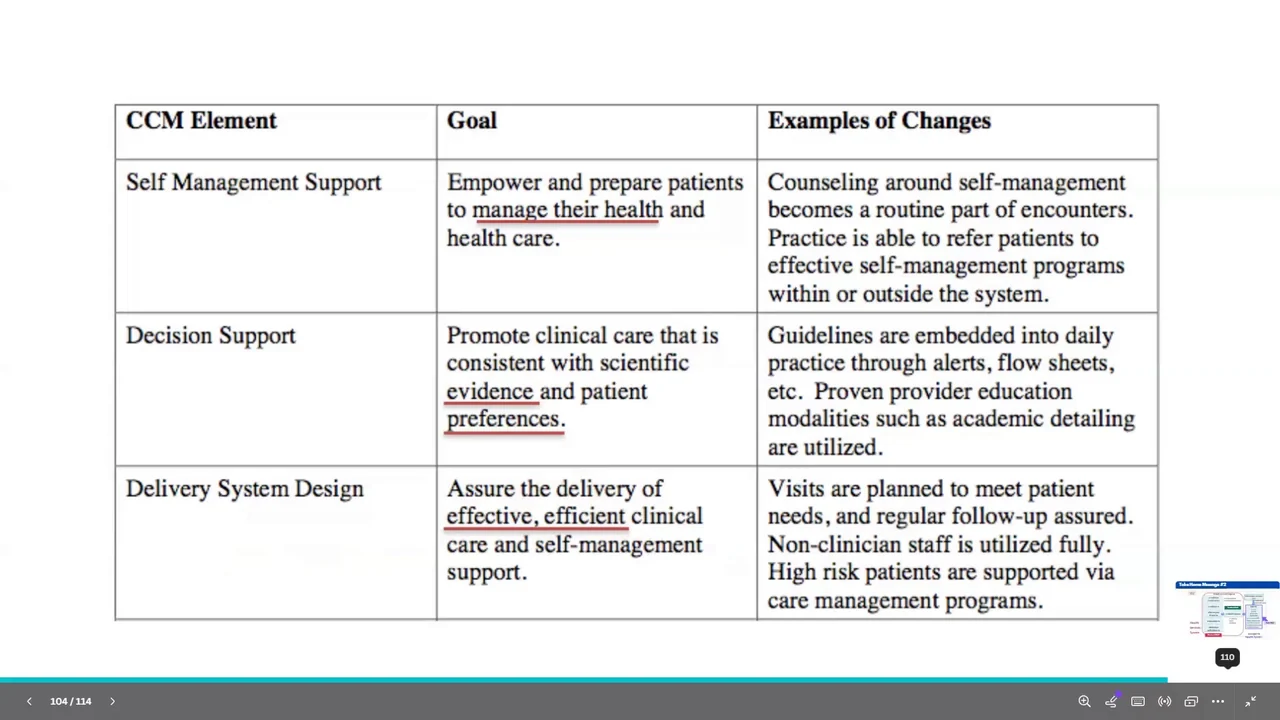 CCM Element
Goal
Examples of Changes
Self Management Support
Empower and prepare patients
to manage their health and
health care.
Counseling around self-management
becomes a routine part of encounters.
Practice is able to refer patients to
effective self-management programs
within or outside the system.
Decision Support
Promote clinical care that is
consistent with scientific
evidence and patient
preferences.
Guidelines are embedded into daily
practice through alerts, flow sheets,
etc. Proven provider education
modalities such as academic detailing
are utilized.
Delivery System Design
Assure the delivery of
effective, efficient clinical
care and self-management
support.
Visits are planned to meet patient
needs, and regular follow-up assured.
Non-clinician staff is utilized fully.
High risk patients are supported via
care management programs.
Take Home Message #2
110
104 / 114